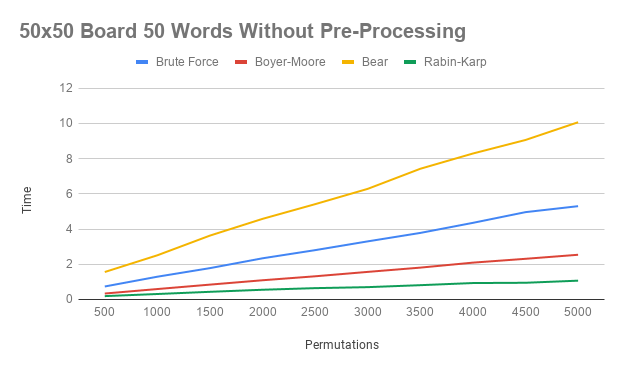 50x50 Board 50 Words Without Pre-Processing
Brute Force Boyer-Moore Bear Rabin-Karp
12
10
8
6
4
2
0
Time
500 1000 1500 2000 2500 3000 3500 4000 4500 5000
Permutations